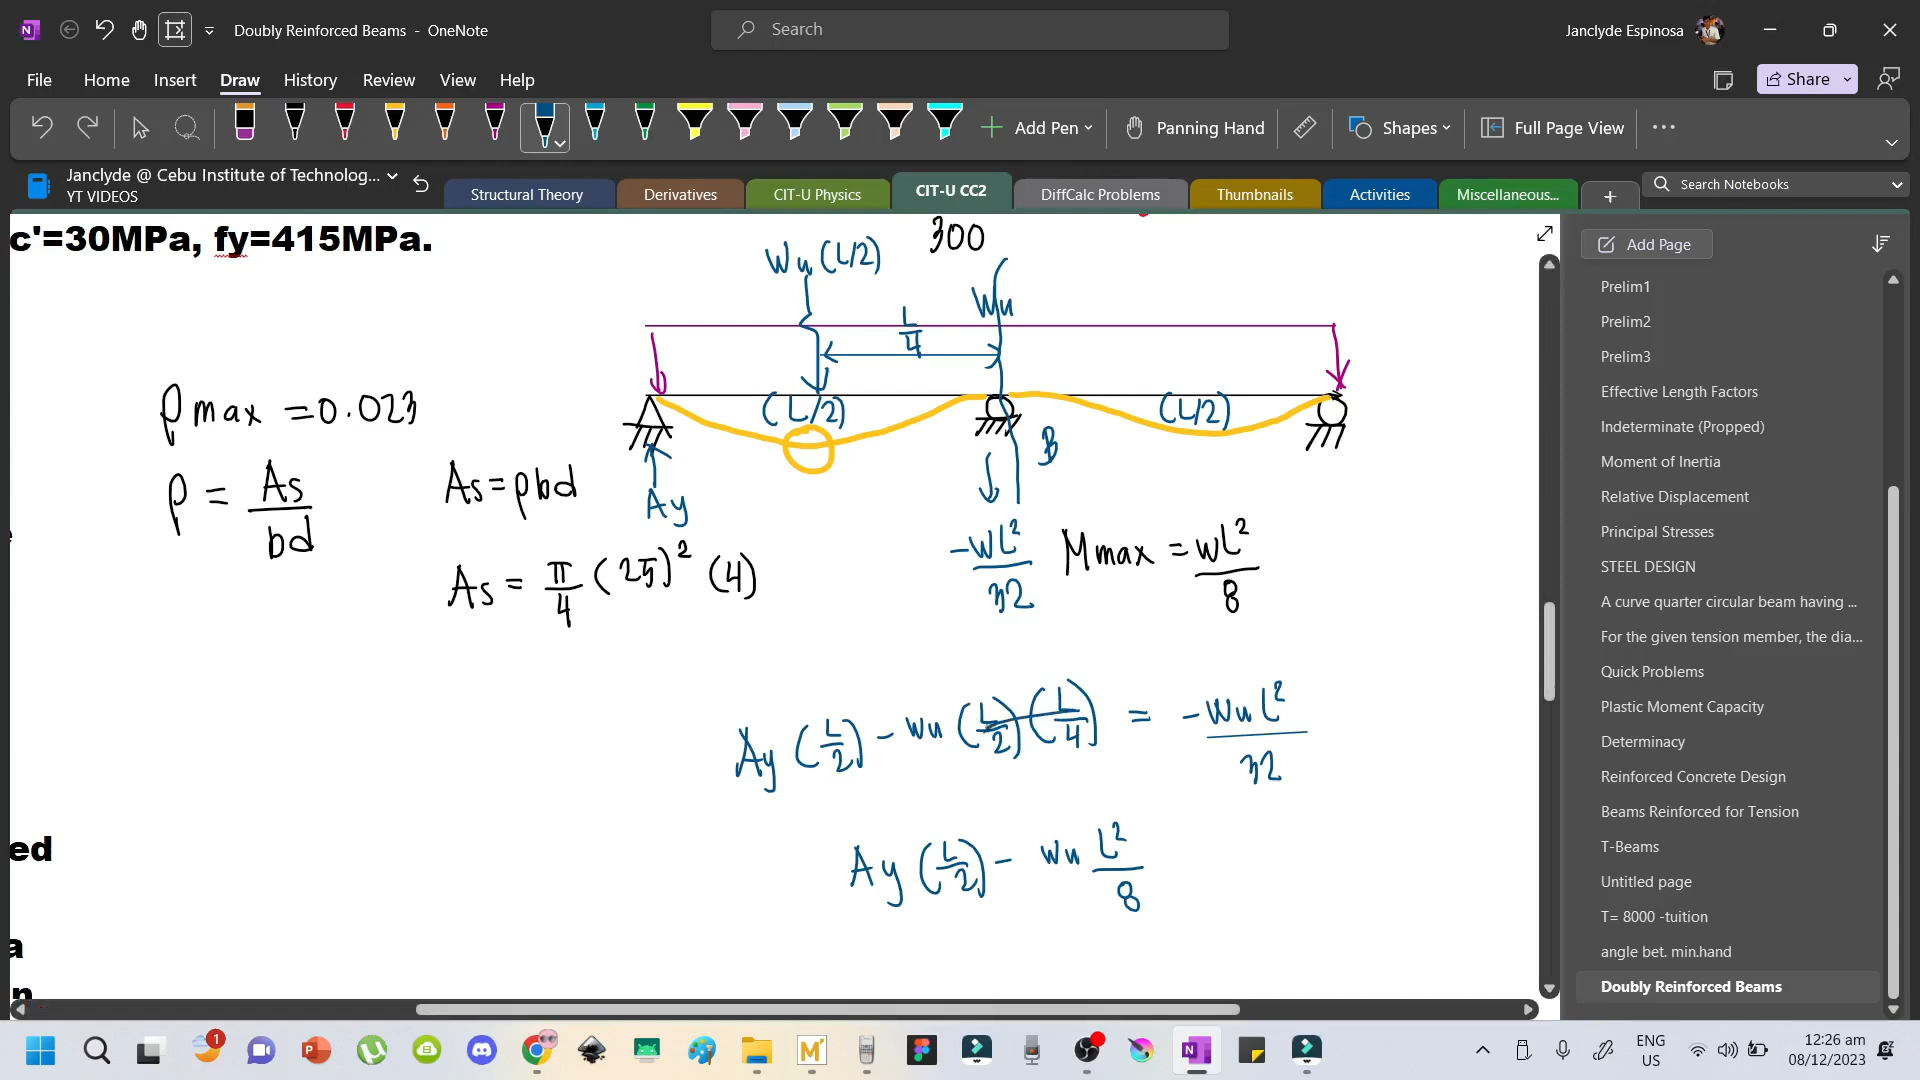 Doubly Reinforced Beams - OneNote
Search
Janclyde Espinosa
File Home Insert Draw History Review View Help
Share
Add Pen
Panning Hand
Shapes
Full Page View
Janclyde @ Cebu Institute of Technolog...
YT VIDEOS
Structural Theory
Derivatives
CIT-U Physics
CIT-U CC2
DiffCalc Problems
Thumbnails
Activities
Miscellaneous...
Search Notebooks
Add Page
Prelim1
Prelim2
Prelim3
Effective Length Factors
Indeterminate (Propped)
Moment of Inertia
Relative Displacement
Principal Stresses
STEEL DESIGN
A curve quarter circular beam having ...
For the given tension member, the dia...
Quick Problems
Plastic Moment Capacity
Determinacy
Reinforced Concrete Design
Beams Reinforced for Tension
T-Beams
Untitled page
T= 8000 -tuition
angle bet. min.hand
Doubly Reinforced Beams
c'=30MPa, fy=415MPa.
300
Wu (L/2)
Wu
L/4
(L/2)
(L/2)
B
Ay
ρmax = 0.023
ρ = As/bd
As = ρbd
As = π/4 (25)² (4)
-WL²/32
Mmax = WL²/8
Ay (L/2) - Wu (L/2)(L/4) = -WuL²/32
Ay (L/2) - Wu L²/8
ed
a
n
1
ENG
US
12:26 am
08/12/2023